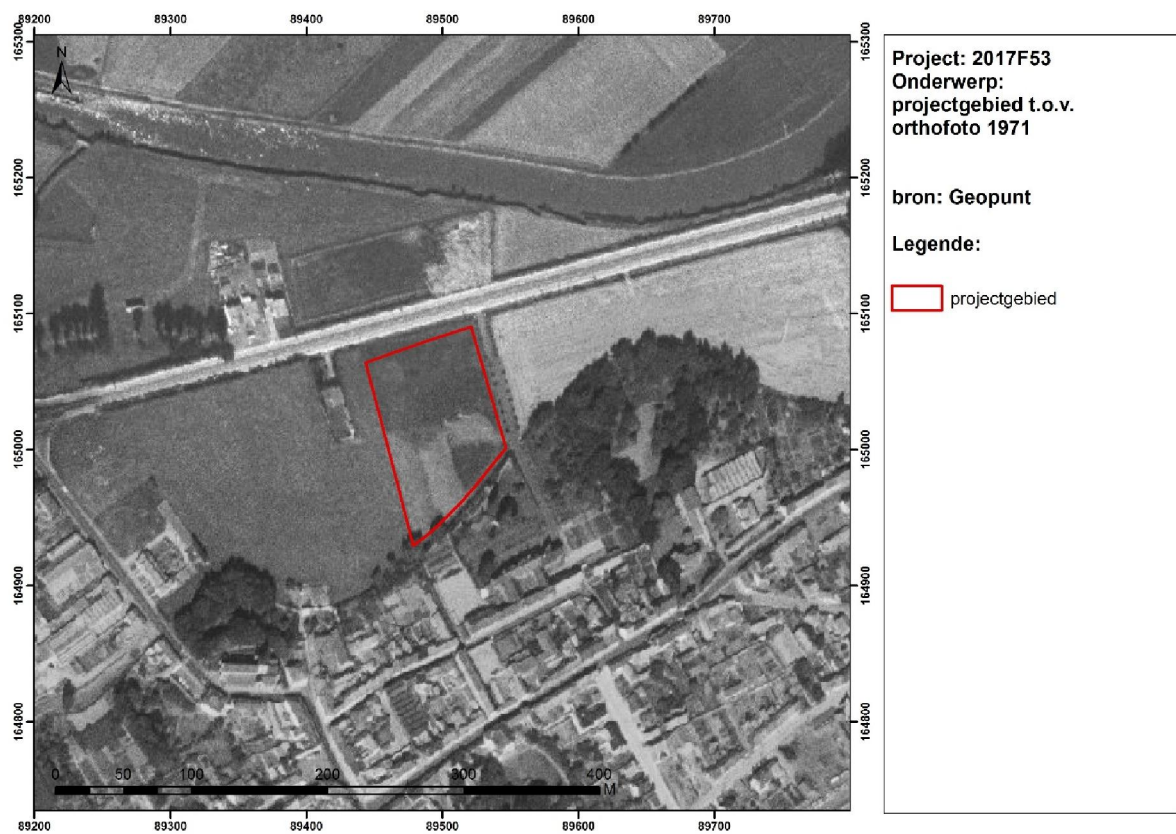 89200 89300 89400 89500 89600 89700
165300 165300
N
165200 165200
165100 165100
165000 165000
164900 164900
164800 164800
0 50 100 200 300 400
M
89200 89300 89400 89500 89600 89700
Project: 2017F53
Onderwerp:
projectgebied t.o.v.
orthofoto 1971
bron: Geopunt
Legende:
projectgebied